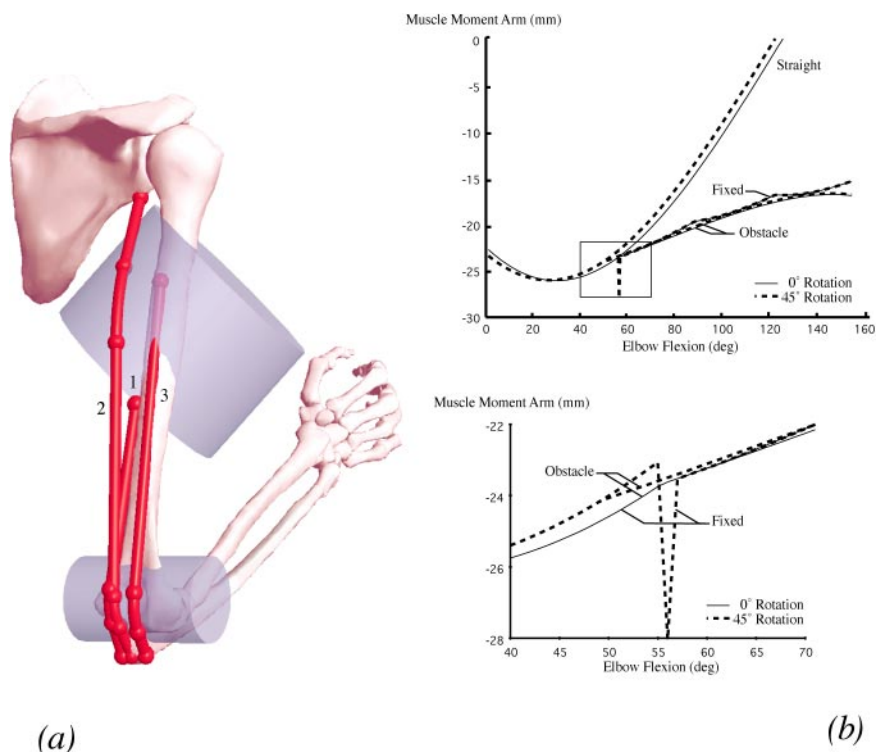 1
2
3
(a)
Muscle Moment Arm (mm)
0
-5
-10
-15
-20
-25
-30
Straight
Fixed
Obstacle
0° Rotation
45° Rotation
0 20 40 60 80 100 120 140 160
Elbow Flexion (deg)
Muscle Moment Arm (mm)
-22
-24
-26
-28
Obstacle
Fixed
0° Rotation
45° Rotation
40 45 50 55 60 65 70
Elbow Flexion (deg)
(b)